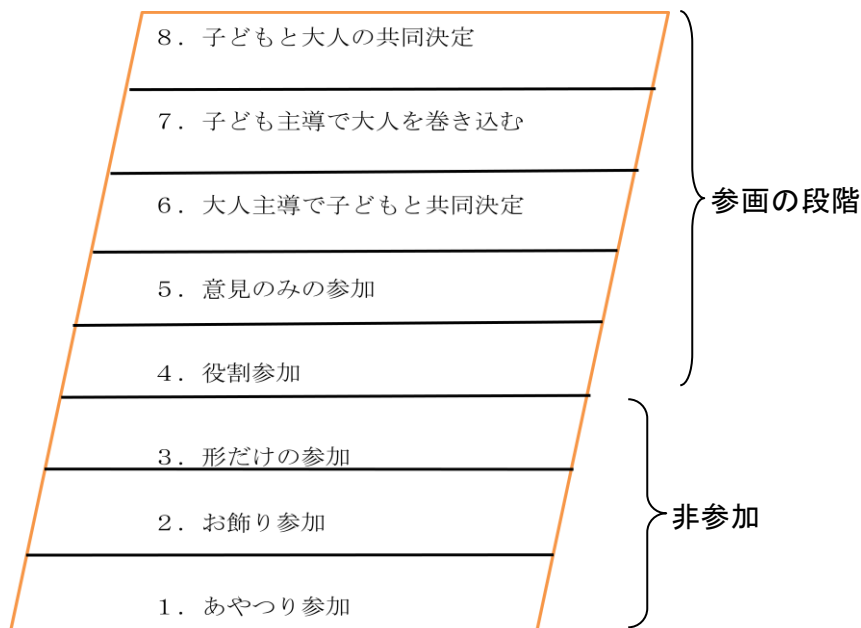 ８．子どもと大人の共同決定
７．子ども主導で大人を巻き込む
６．大人主導で子どもと共同決定
５．意見のみの参加
４．役割参加
３．形だけの参加
２．お飾り参加
１．あやつり参加
参画の段階
非参加